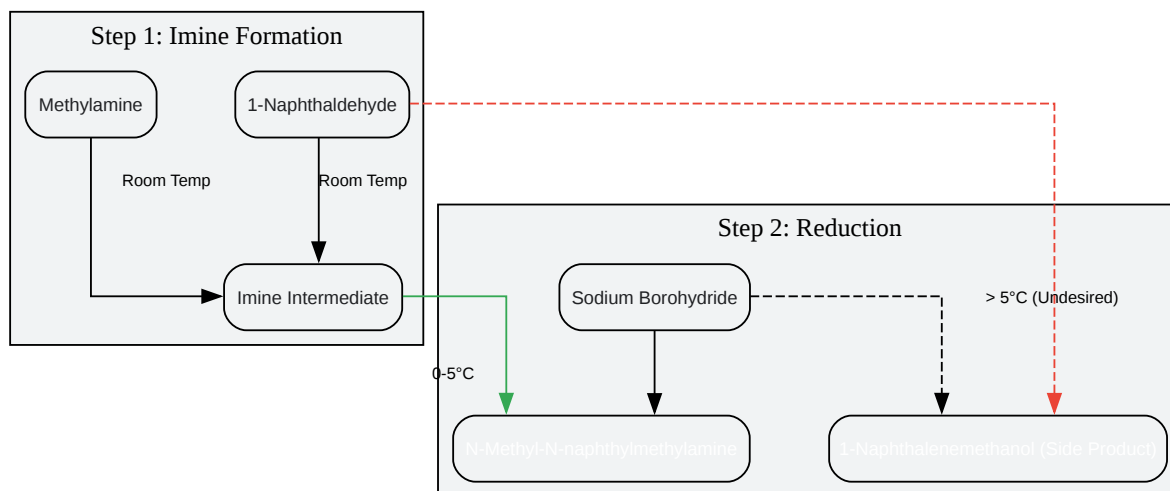 Step 1: Imine Formation
Methylamine
1-Naphthaldehyde
Room Temp
Room Temp
Step 2: Reduction
Imine Intermediate
Sodium Borohydride
> 5°C (Undesired)
0-5°C
N-Methyl-N-naphthylmethylamine
1-Naphthalenemethanol (Side Product)